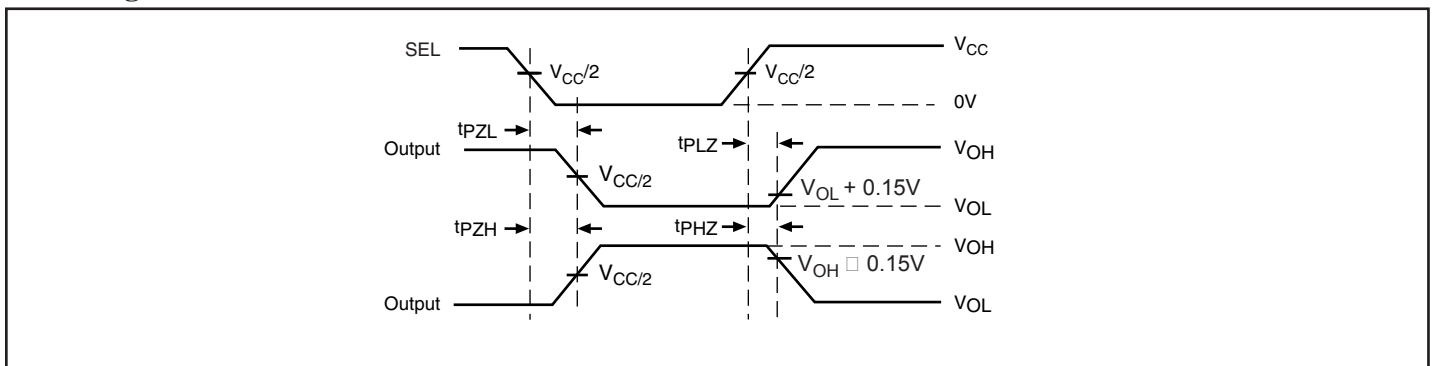 SEL
VCC
VCC/2
VCC/2
0V
tPZL
tPLZ
Output
VOH
VCC/2
VOL + 0.15V
VOL
tPZH
tPHZ
VOH
VOH □ 0.15V
VCC/2
Output
VOL